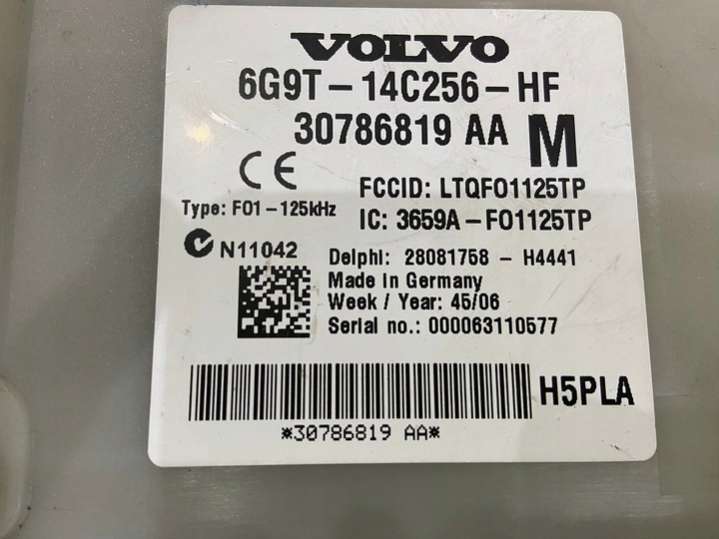 VOLVO
6G9T-14C256-HF
30786819 AA M
CE
FCCID: LTQFO1125TP
Type: FO1-125kHz
IC: 3659A-FO1125TP
N11042
Delphi: 28081758 - H4441
Made in Germany
Week / Year: 45/06
Serial no.: 000063110577
H5PLA
*30786819 AA*